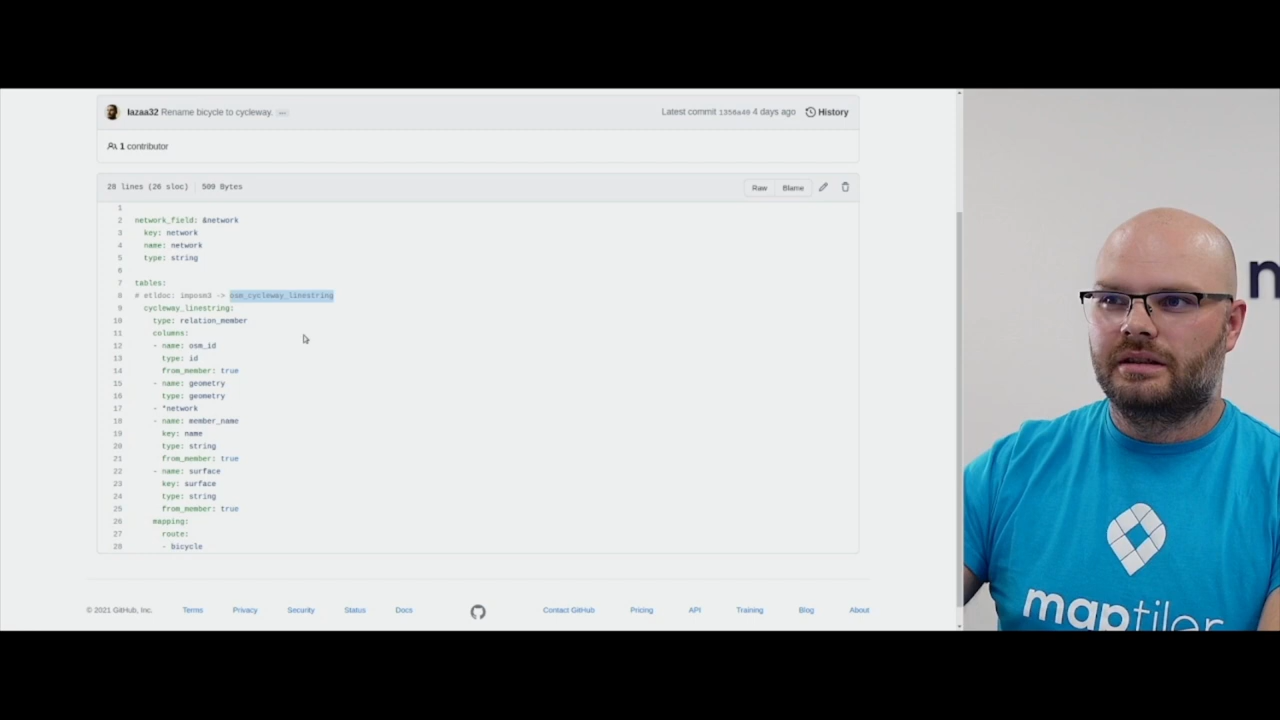 lazaa32 Rename bicycle to cycleway. ...
Latest commit 1356a40 4 days ago History
1 contributor
28 lines (26 sloc) 509 Bytes
Raw Blame
1
2 network_field: &network
3 key: network
4 name: network
5 type: string
6
7 tables:
8 # etldoc: imposm3 -> osm_cycleway_linestring
9 cycleway_linestring:
10 type: relation_member
11 columns:
12 - name: osm_id
13 type: id
14 from_member: true
15 - name: geometry
16 type: geometry
17 - *network
18 - name: member_name
19 key: name
20 type: string
21 from_member: true
22 - name: surface
23 key: surface
24 type: string
25 from_member: true
26 mapping:
27 route:
28 - bicycle
© 2021 GitHub, Inc. Terms Privacy Security Status Docs Contact GitHub Pricing API Training Blog About
maptiler